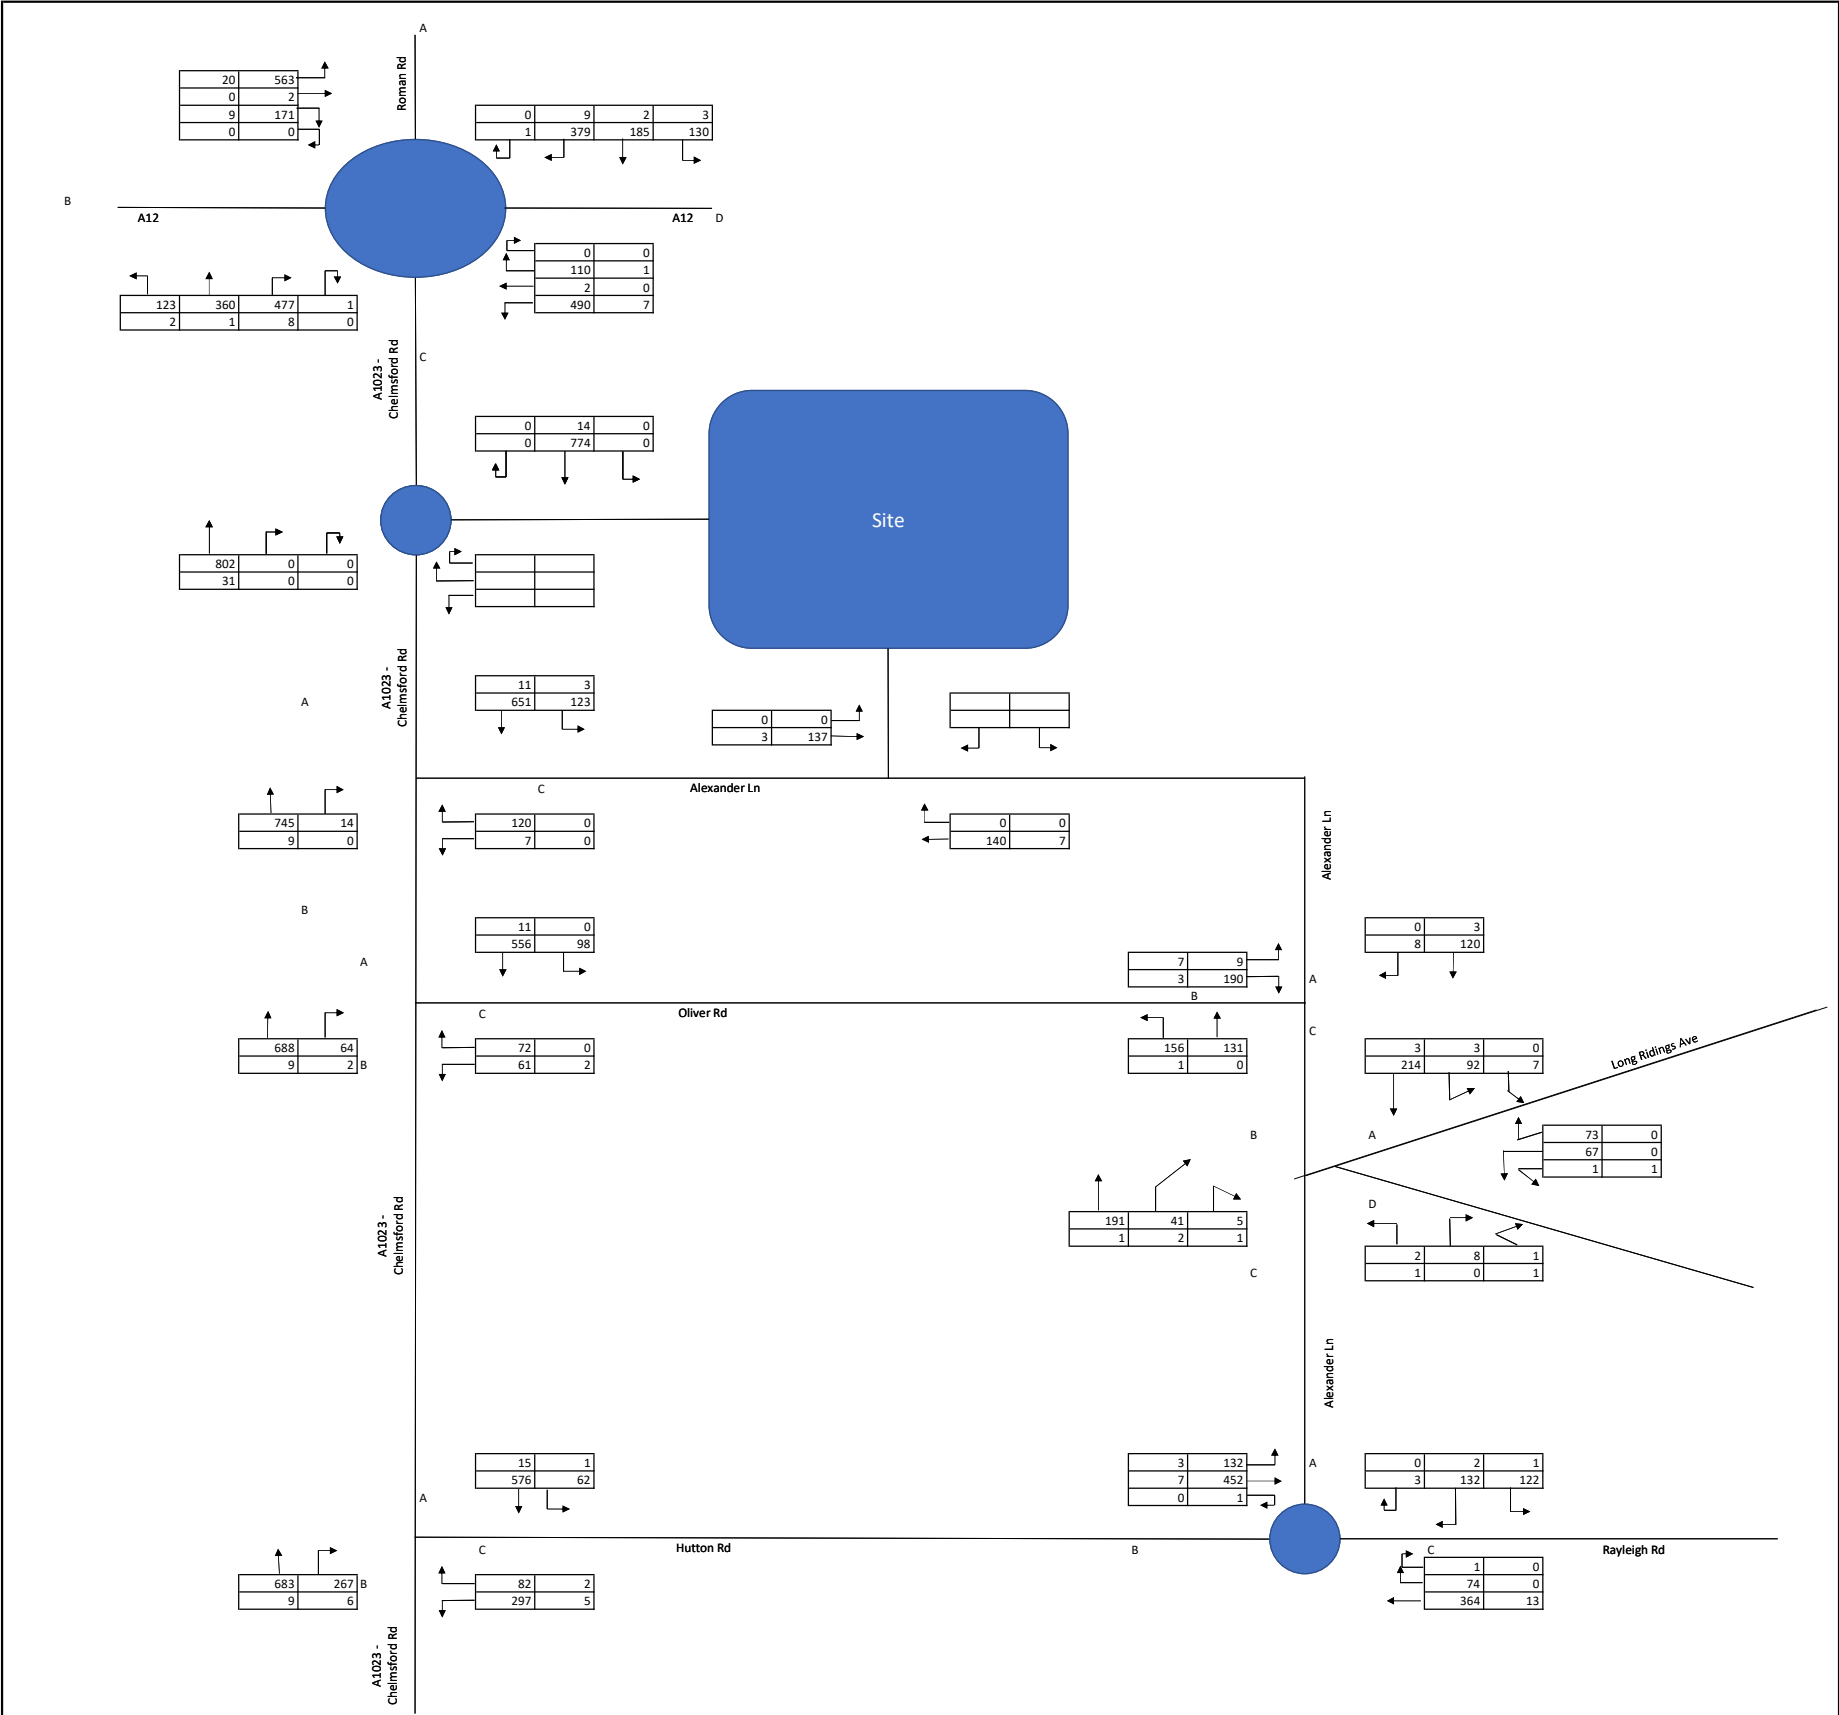 A
Roman Rd
20 563
0 2
9 171
0 0
0 9 2 3
1 379 185 130
B
A12
A12
D
0 0
110 1
2 0
490 7
123 360 477 1
2 1 8 0
A1023 -
Chelmsford Rd
C
0 14 0
0 774 0
Site
802 0 0
31 0 0
A1023 -
Chelmsford Rd
11 3
651 123
A
0 0
3 137
C
Alexander Ln
745 14
9 0
120 0
7 0
0 0
140 7
Alexander Ln
B
11 0
556 98
0 3
8 120
A
7 9
3 190
A
B
C
Oliver Rd
C
688 64
9 2
B
72 0
61 2
156 131
1 0
3 3 0
214 92 7
Long Ridings Ave
B
A
73 0
67 0
1 1
A1023 -
Chelmsford Rd
191 41 5
1 2 1
D
2 8 1
1 0 1
C
Alexander Ln
15 1
576 62
3 132
7 452
0 1
A
0 2 1
3 132 122
A
C
Hutton Rd
B
C
Rayleigh Rd
683 267
9 6
B
82 2
297 5
1 0
74 0
364 13
A1023 -
Chelmsford Rd